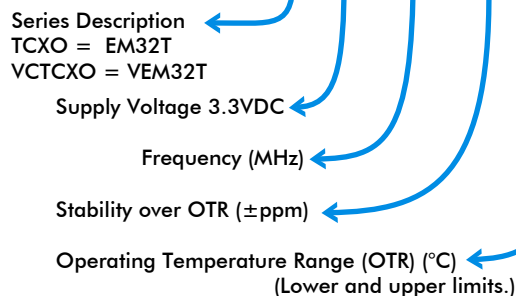 Series Description
TCXO = EM32T
VCTCXO = VEM32T
Supply Voltage 3.3VDC
Frequency (MHz)
Stability over OTR (±ppm)
Operating Temperature Range (OTR) (°C)
(Lower and upper limits.)